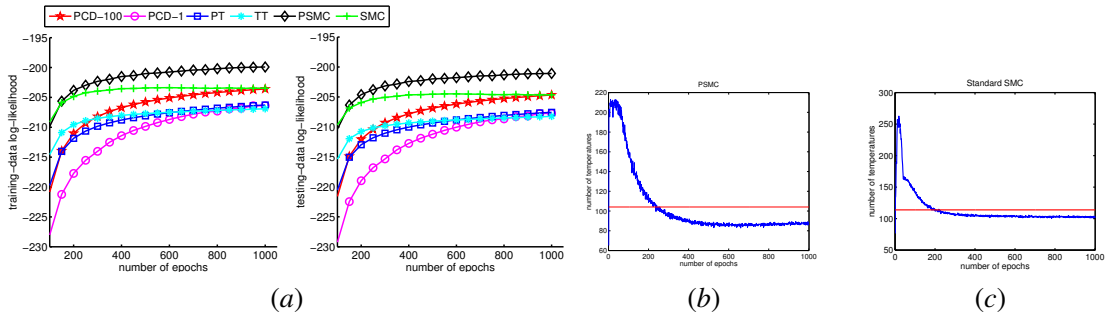 PCD-100 PCD-1 PT TT PSMC SMC
training-data log-likelihood
-195
-200
-205
-210
-215
-220
-225
-230
200 400 600 800 1000
number of epochs
testing-data log-likelihood
-195
-200
-205
-210
-215
-220
-225
-230
200 400 600 800 1000
number of epochs
(a)
PSMC
number of temperatures
220
200
180
160
140
120
100
80
60
0 200 400 600 800 1000
number of epochs
(b)
Standard SMC
number of temperatures
300
250
200
150
100
50
0 200 400 600 800 1000
number of epochs
(c)